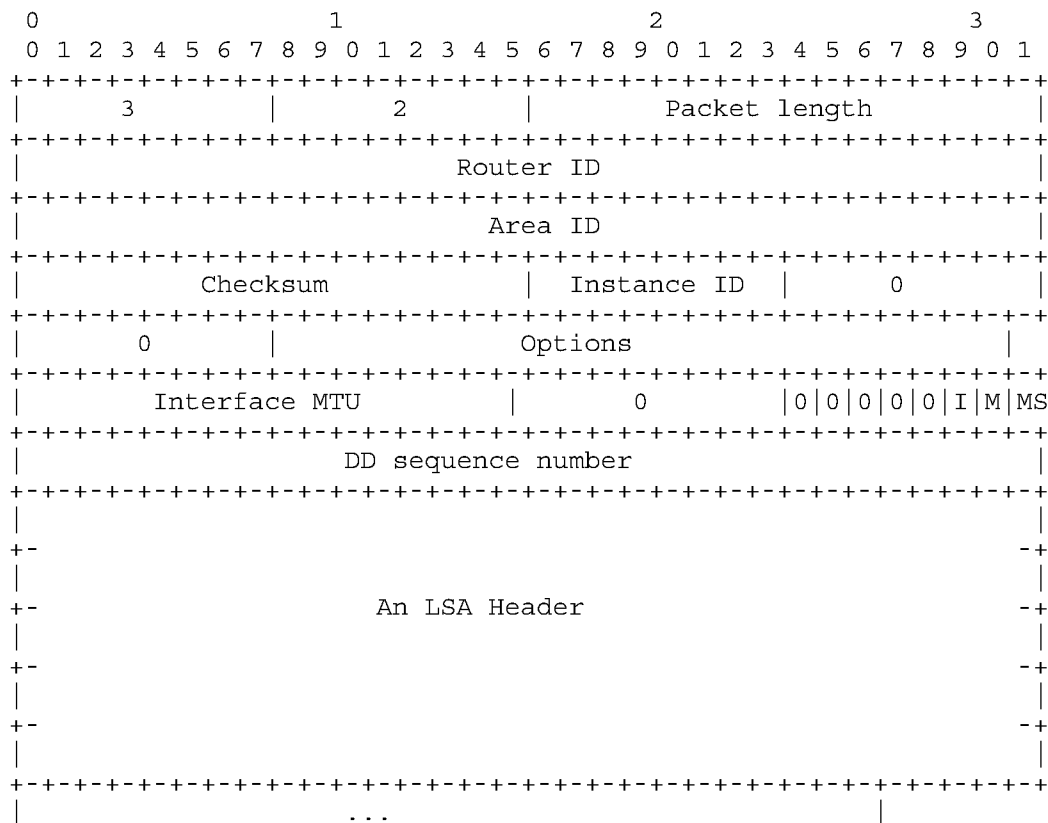 0                   1                   2                   3
 0 1 2 3 4 5 6 7 8 9 0 1 2 3 4 5 6 7 8 9 0 1 2 3 4 5 6 7 8 9 0 1
+-+-+-+-+-+-+-+-+-+-+-+-+-+-+-+-+-+-+-+-+-+-+-+-+-+-+-+-+-+-+-+-+
|      3        |       2       |        Packet length          |
+-+-+-+-+-+-+-+-+-+-+-+-+-+-+-+-+-+-+-+-+-+-+-+-+-+-+-+-+-+-+-+-+
|                           Router ID                           |
+-+-+-+-+-+-+-+-+-+-+-+-+-+-+-+-+-+-+-+-+-+-+-+-+-+-+-+-+-+-+-+-+
|                             Area ID                           |
+-+-+-+-+-+-+-+-+-+-+-+-+-+-+-+-+-+-+-+-+-+-+-+-+-+-+-+-+-+-+-+-+
|           Checksum            |  Instance ID  |      0        |
+-+-+-+-+-+-+-+-+-+-+-+-+-+-+-+-+-+-+-+-+-+-+-+-+-+-+-+-+-+-+-+-+
|         0     |               Options                       |
+-+-+-+-+-+-+-+-+-+-+-+-+-+-+-+-+-+-+-+-+-+-+-+-+-+-+-+-+-+-+-+-+
|        Interface MTU         |       0        |0|0|0|0|0|I|M|MS
+-+-+-+-+-+-+-+-+-+-+-+-+-+-+-+-+-+-+-+-+-+-+-+-+-+-+-+-+-+-+-+-+
|                    DD sequence number                         |
+-+-+-+-+-+-+-+-+-+-+-+-+-+-+-+-+-+-+-+-+-+-+-+-+-+-+-+-+-+-+-+-+
|                                                               |
+-                                                             -+
|                                                               |
+-                     An LSA Header                           -+
|                                                               |
+-                                                             -+
|                                                               |
+-                                                             -+
|                                                               |
+-+-+-+-+-+-+-+-+-+-+-+-+-+-+-+-+-+-+-+-+-+-+-+-+-+-+-+-+-+-+-+-+
|                    ...                              |